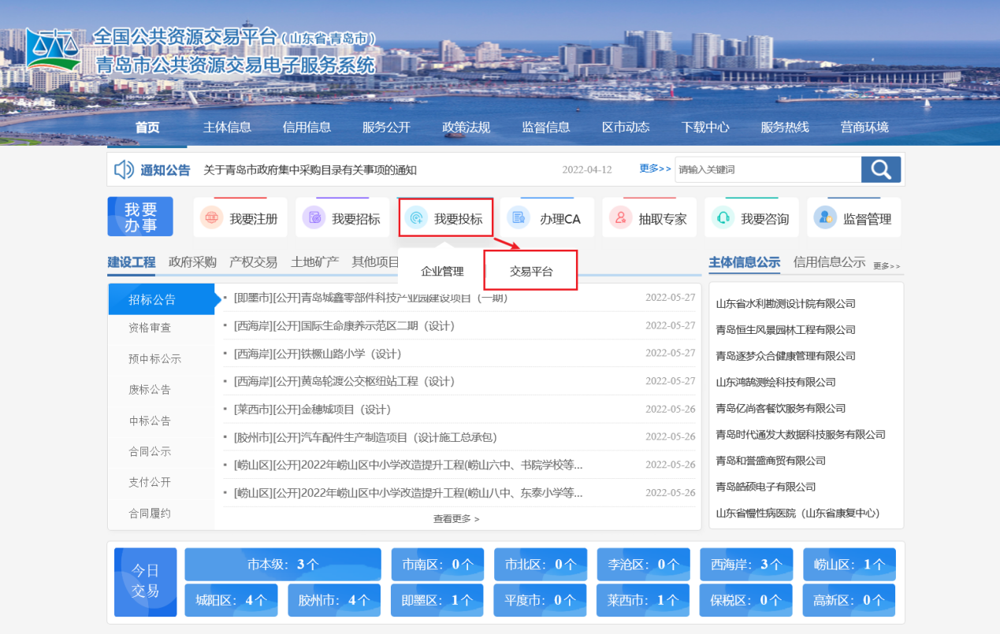 全国公共资源交易平台(山东省·青岛市)
青岛市公共资源交易电子服务系统
首页 主体信息 信用信息 服务公开 政策法规 监督信息 区市动态 下载中心 服务热线 营商环境
通知公告 关于青岛市政府集中采购目录有关事项的通知 2022-04-12 更多>> 请输入关键词
我要办事 我要注册 我要招标 我要投标 办理CA 抽取专家 我要咨询 监督管理
企业管理 交易平台
建设工程 政府采购 产权交易 土地矿产 其他项目
招标公告
资格审查
预中标公示
废标公告
中标公告
合同公示
支付公开
合同履约
[即墨市][公开]青岛城鑫零部件科技产业园建设项目（一期） 2022-05-27
[西海岸][公开]国际生命康养示范区二期（设计） 2022-05-27
[西海岸][公开]铁橛山路小学（设计） 2022-05-27
[西海岸][公开]黄岛轮渡公交枢纽站工程（设计） 2022-05-27
[莱西市][公开]金穗城项目（设计） 2022-05-26
[胶州市][公开]汽车配件生产制造项目（设计施工总承包） 2022-05-26
[崂山区][公开]2022年崂山区中小学改造提升工程(崂山六中、书院学校等... 2022-05-26
[崂山区][公开]2022年崂山区中小学改造提升工程(崂山八中、东泰小学等... 2022-05-26
查看更多 >
主体信息公示 信用信息公示 更多>>
山东省水利勘测设计院有限公司
青岛恒生风景园林工程有限公司
青岛逐梦众合健康管理有限公司
山东鸿鹄测绘科技有限公司
青岛亿尚客餐饮服务有限公司
青岛时代通发大数据科技服务有限公司
青岛和誉盛商贸有限公司
青岛皓硕电子有限公司
山东省慢性病医院（山东省康复中心）
今日交易
市本级：3个 市南区：0个 市北区：0个 李沧区：0个 西海岸：3个 崂山区：1个
城阳区：4个 胶州市：4个 即墨区：1个 平度市：0个 莱西市：1个 保税区：0个 高新区：0个